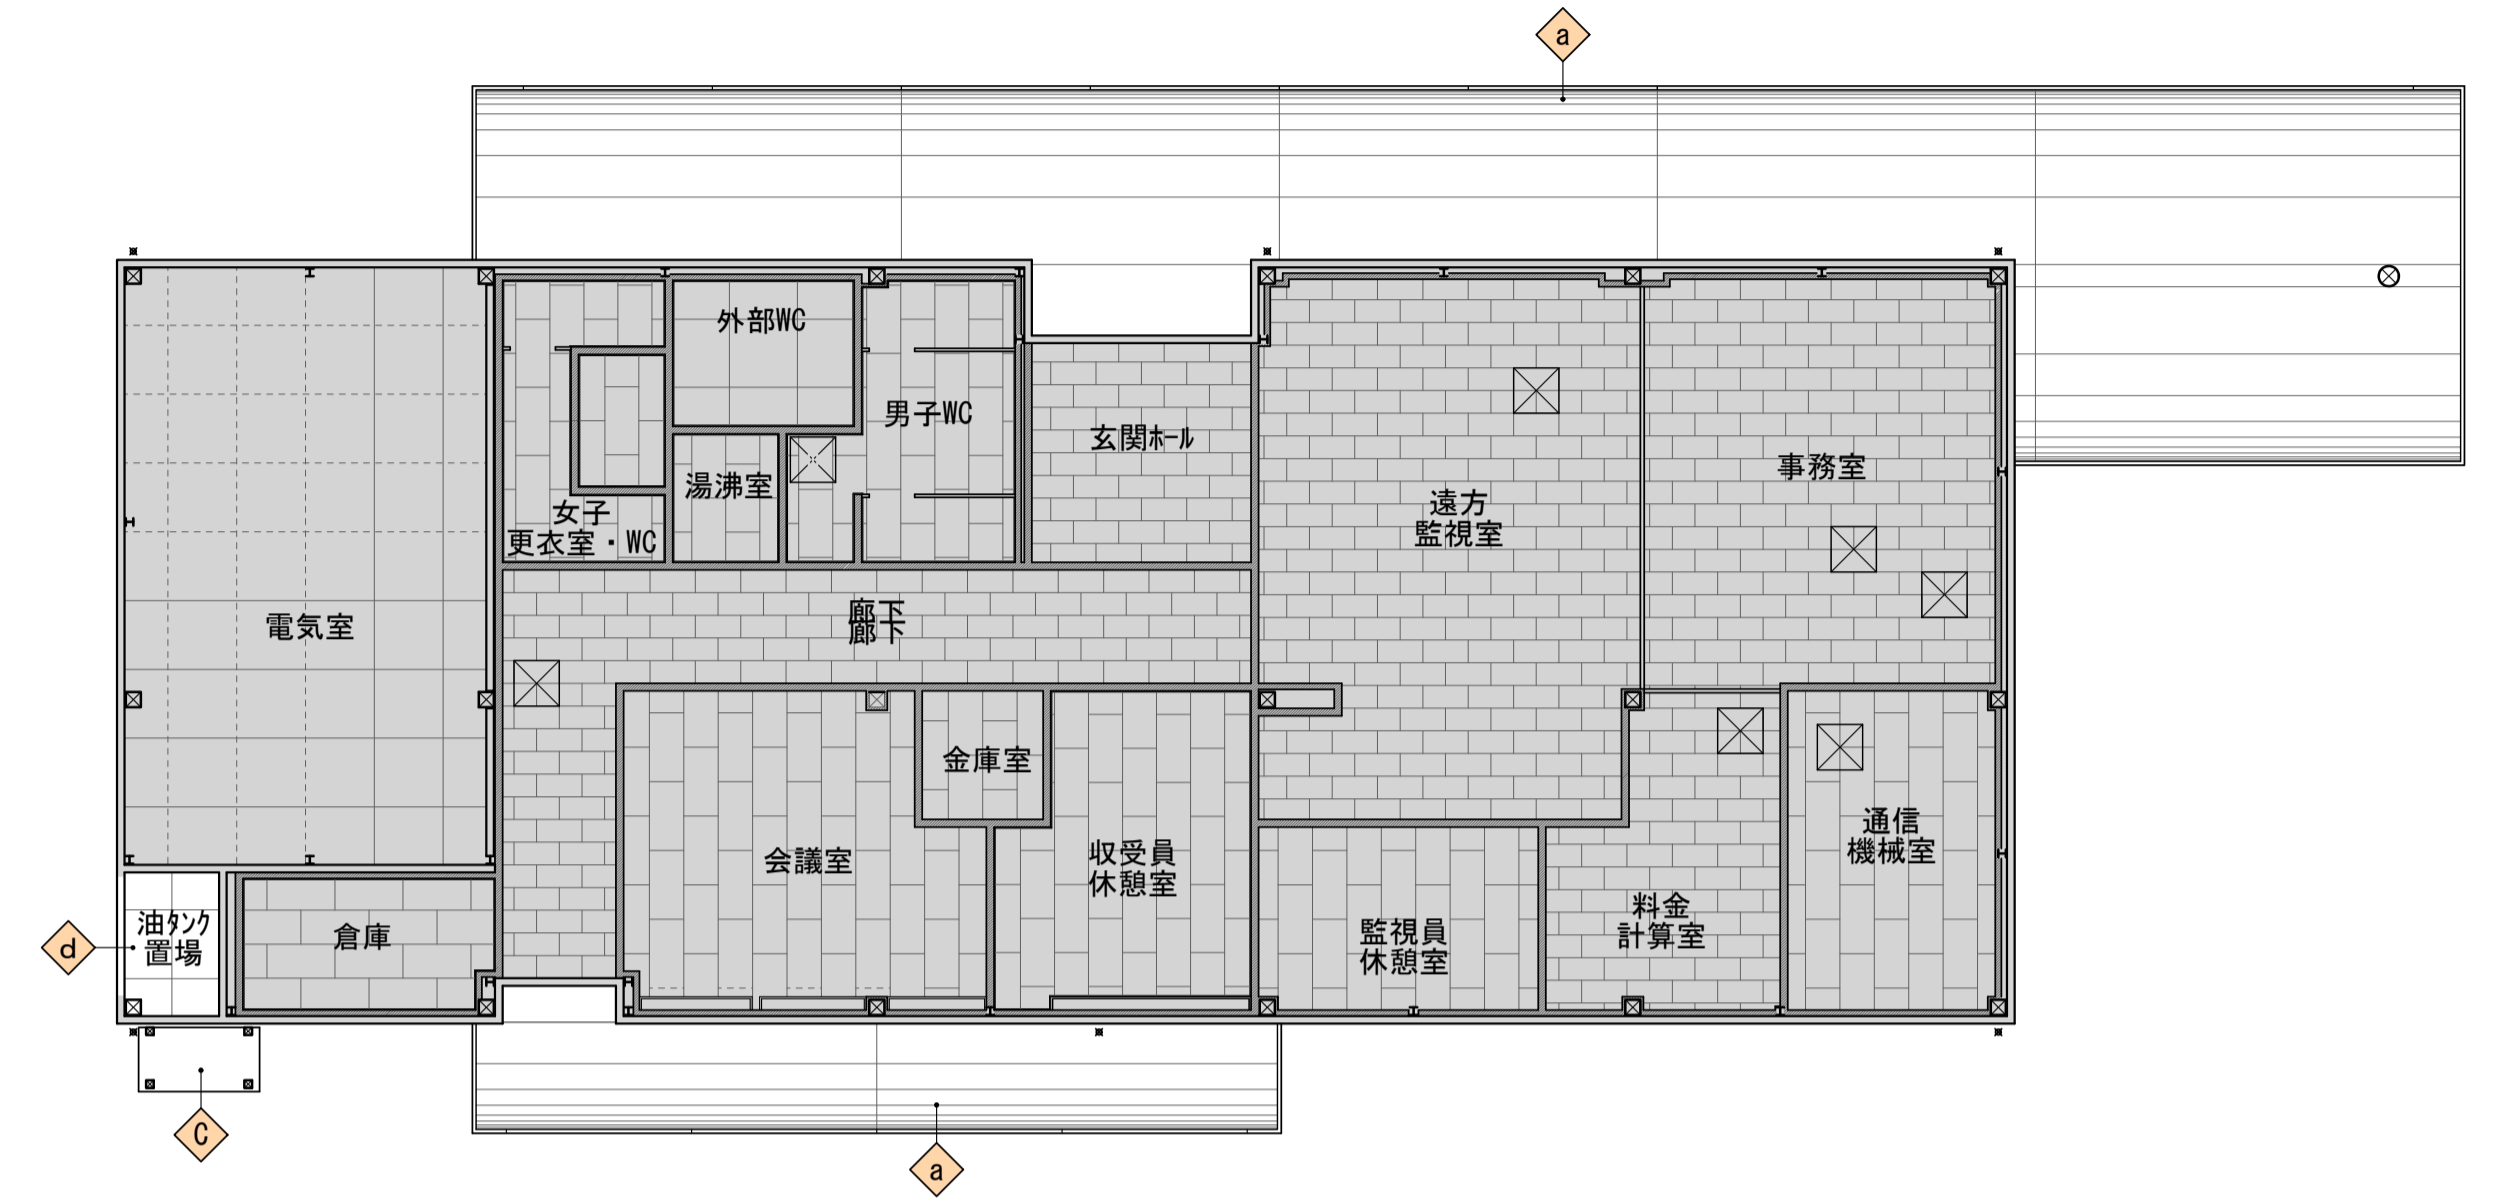 a
外部WC
男子WC
玄関ﾎｰﾙ
湯沸室
女子
更衣室・WC
遠方
監視室
事務室
電気室
廊下
廊下
金庫室
会議室
収受員
休憩室
通信
機械室
料金
計算室
監視員
休憩室
油ﾀﾝｸ
置場
倉庫
d
C
a